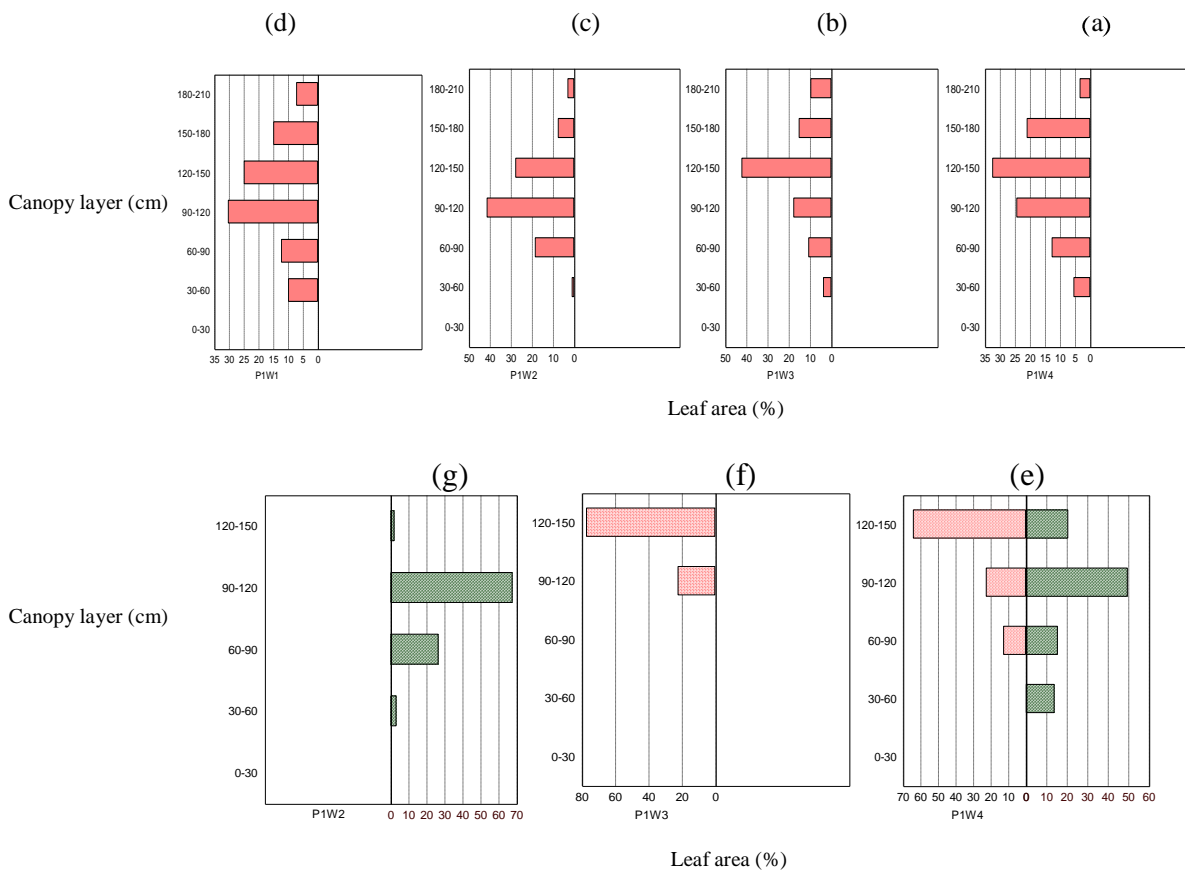 (d) (c) (b) (a)
180-210 180-210 180-210 180-210
150-180 150-180 150-180 150-180
120-150 120-150 120-150 120-150
Canopy layer (cm)
90-120 90-120 90-120 90-120
60-90 60-90 60-90 60-90
30-60 30-60 30-60 30-60
0-30 0-30 0-30 0-30
35 30 25 20 15 10 5 0 50 40 30 20 10 0 50 40 30 20 10 0 35 30 25 20 15 10 5 0
P1W1 P1W2 P1W3 P1W4
Leaf area (%)
(g) (f) (e)
120-150 120-150 120-150
90-120 90-120 90-120
Canopy layer (cm)
60-90 60-90 60-90
30-60 30-60 30-60
0-30 0-30 0-30
0 10 20 30 40 50 60 70 80 60 40 20 0 70 60 50 40 30 20 10 0 10 20 30 40 50 60
P1W2 P1W3 P1W4
Leaf area (%)